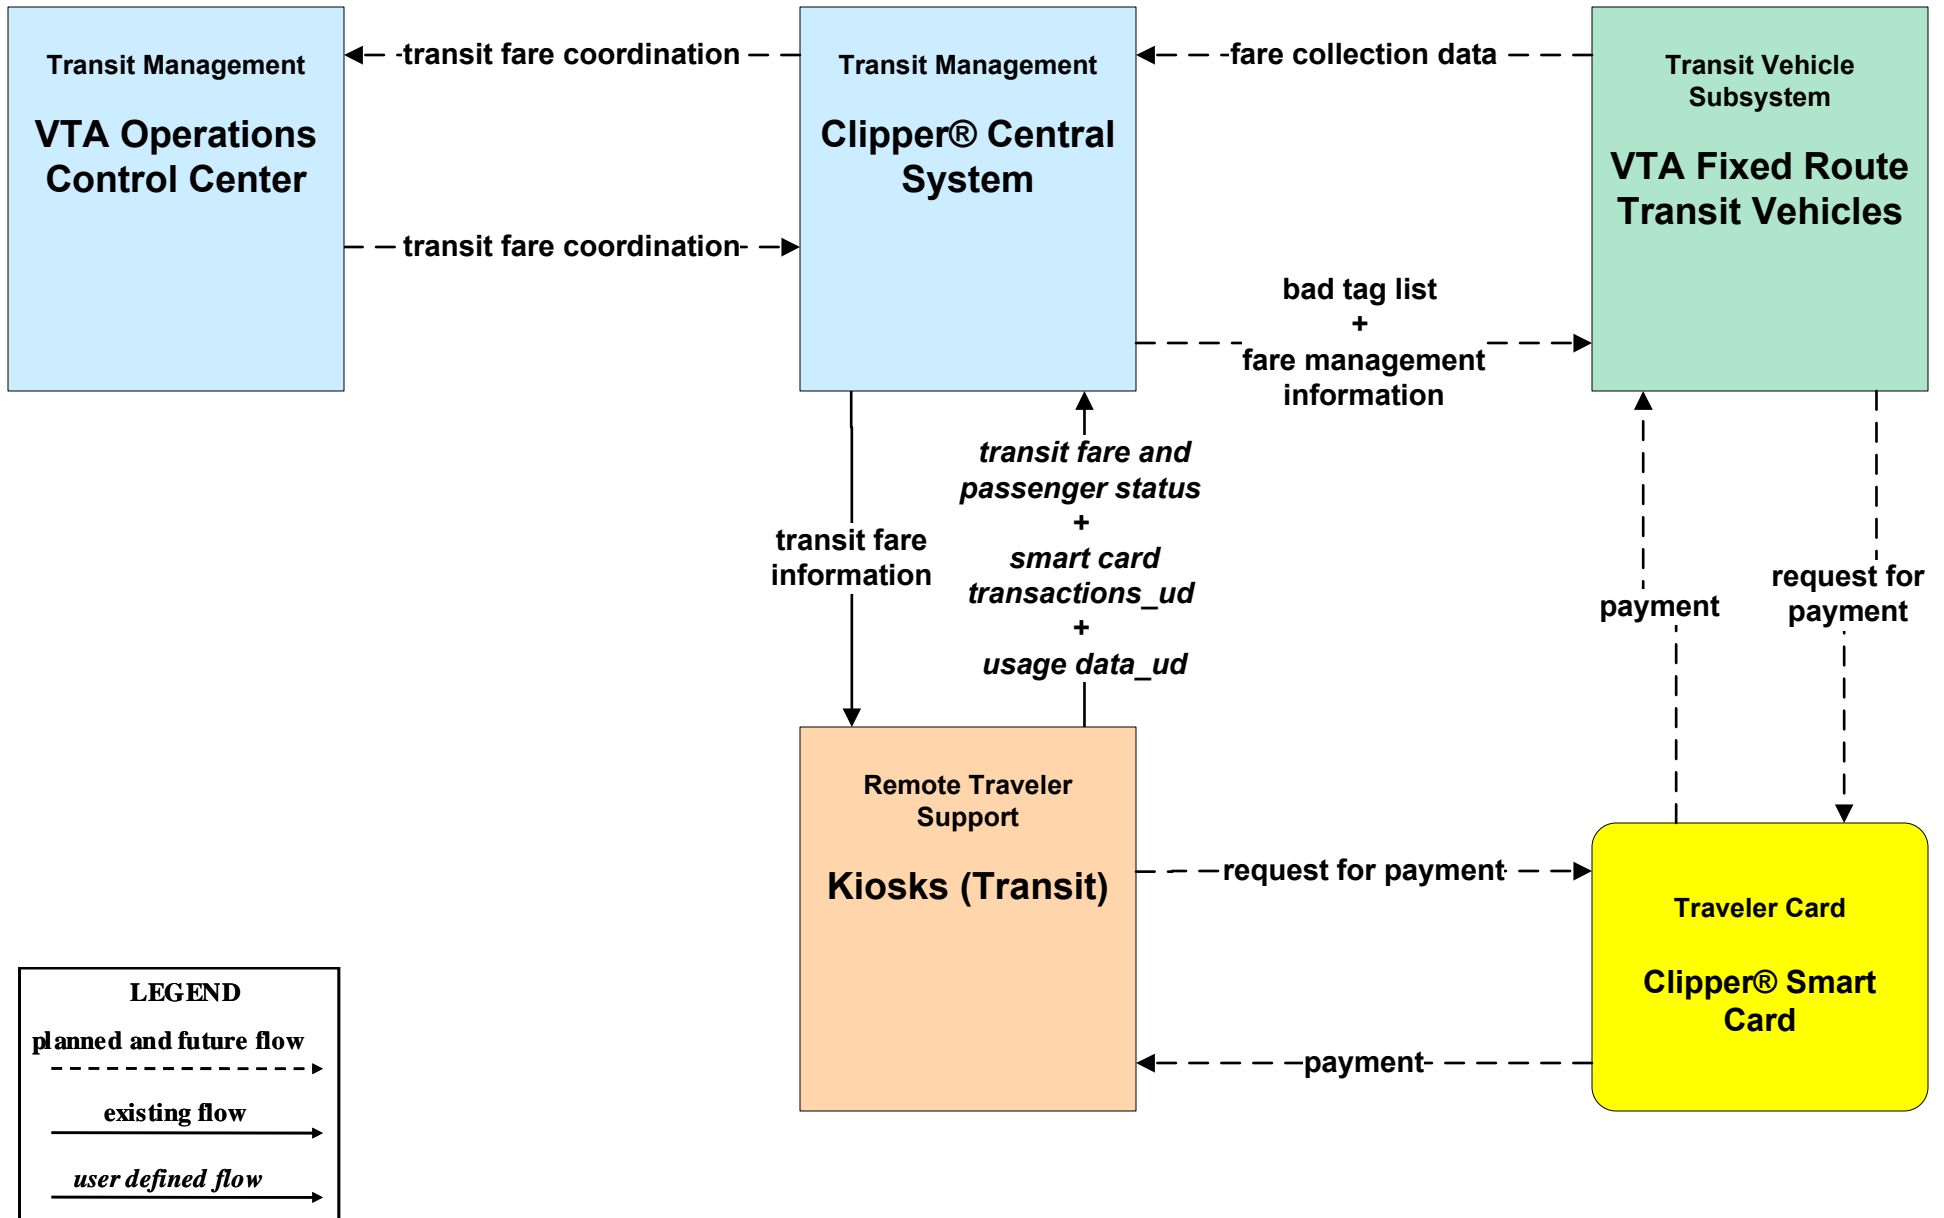 Transit Management
VTA Operations
Control Center
transit fare coordination
transit fare coordination
Transit Management
Clipper® Central
System
fare collection data
bad tag list
+
fare management
information
Transit Vehicle
Subsystem
VTA Fixed Route
Transit Vehicles
transit fare
information
transit fare and
passenger status
+
smart card
transactions_ud
+
usage data_ud
payment
request for
payment
Remote Traveler
Support
Kiosks (Transit)
request for payment
payment
Traveler Card
Clipper® Smart
Card
LEGEND
planned and future flow
existing flow
user defined flow